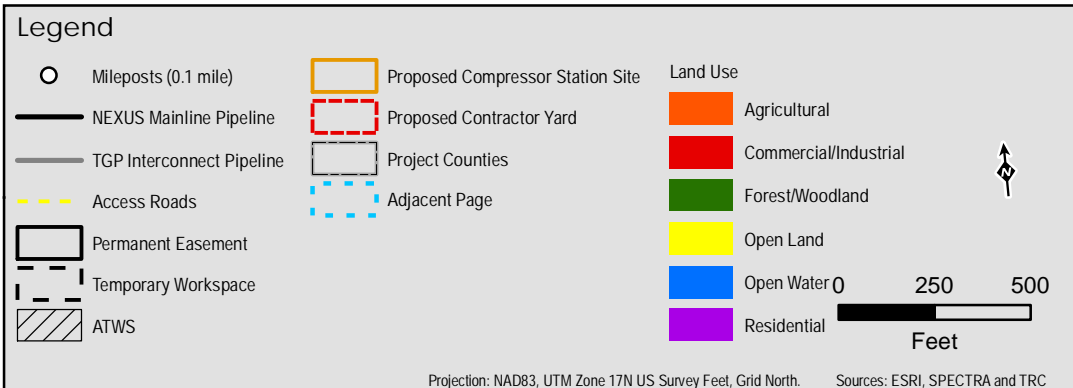 Legend
Mileposts (0.1 mile)
NEXUS Mainline Pipeline
TGP Interconnect Pipeline
Access Roads
Permanent Easement
Temporary Workspace
ATWS
Proposed Compressor Station Site
Proposed Contractor Yard
Project Counties
Adjacent Page
Land Use
Agricultural
Commercial/Industrial
Forest/Woodland
Open Land
Open Water
Residential
N
0 250 500
Feet
Projection: NAD83, UTM Zone 17N US Survey Feet, Grid North. Sources: ESRI, SPECTRA and TRC